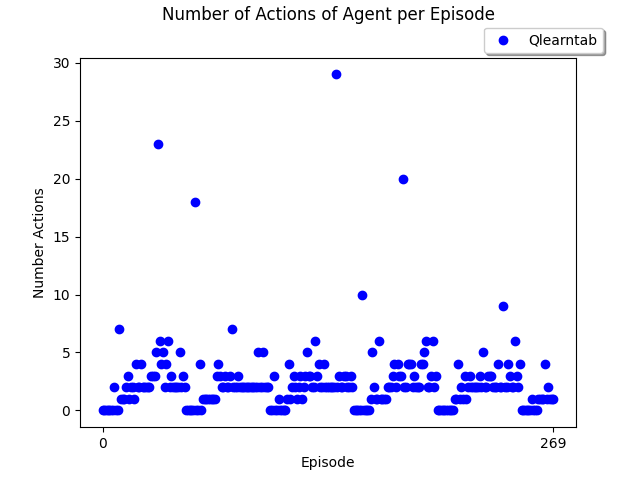 Number of Actions of Agent per Episode
Qlearntab
30
25
20
15
10
5
0
Number Actions
0
269
Episode